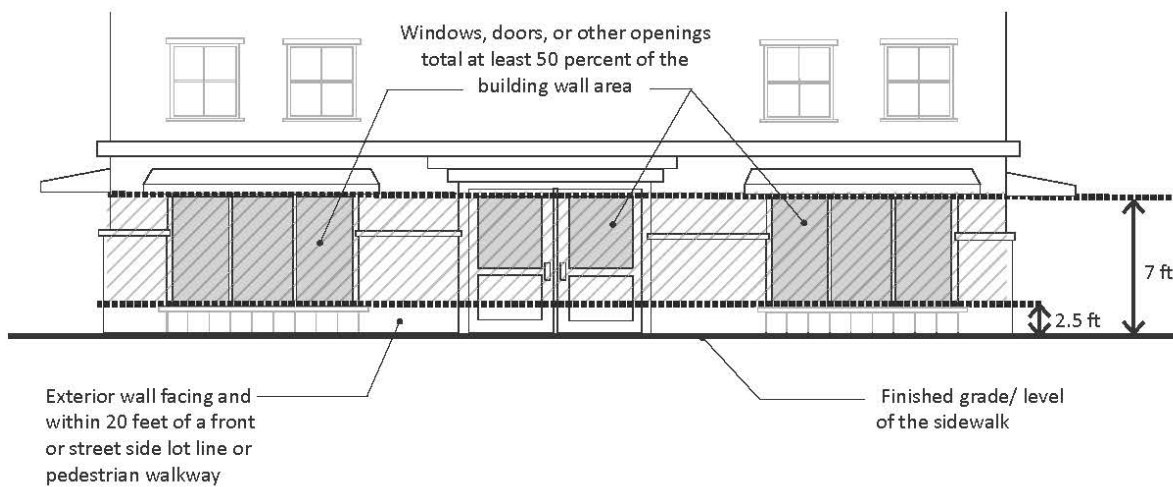 Windows, doors, or other openings
total at least 50 percent of the
building wall area
7 ft
2.5 ft
Exterior wall facing and
within 20 feet of a front
or street side lot line or
pedestrian walkway
Finished grade/ level
of the sidewalk